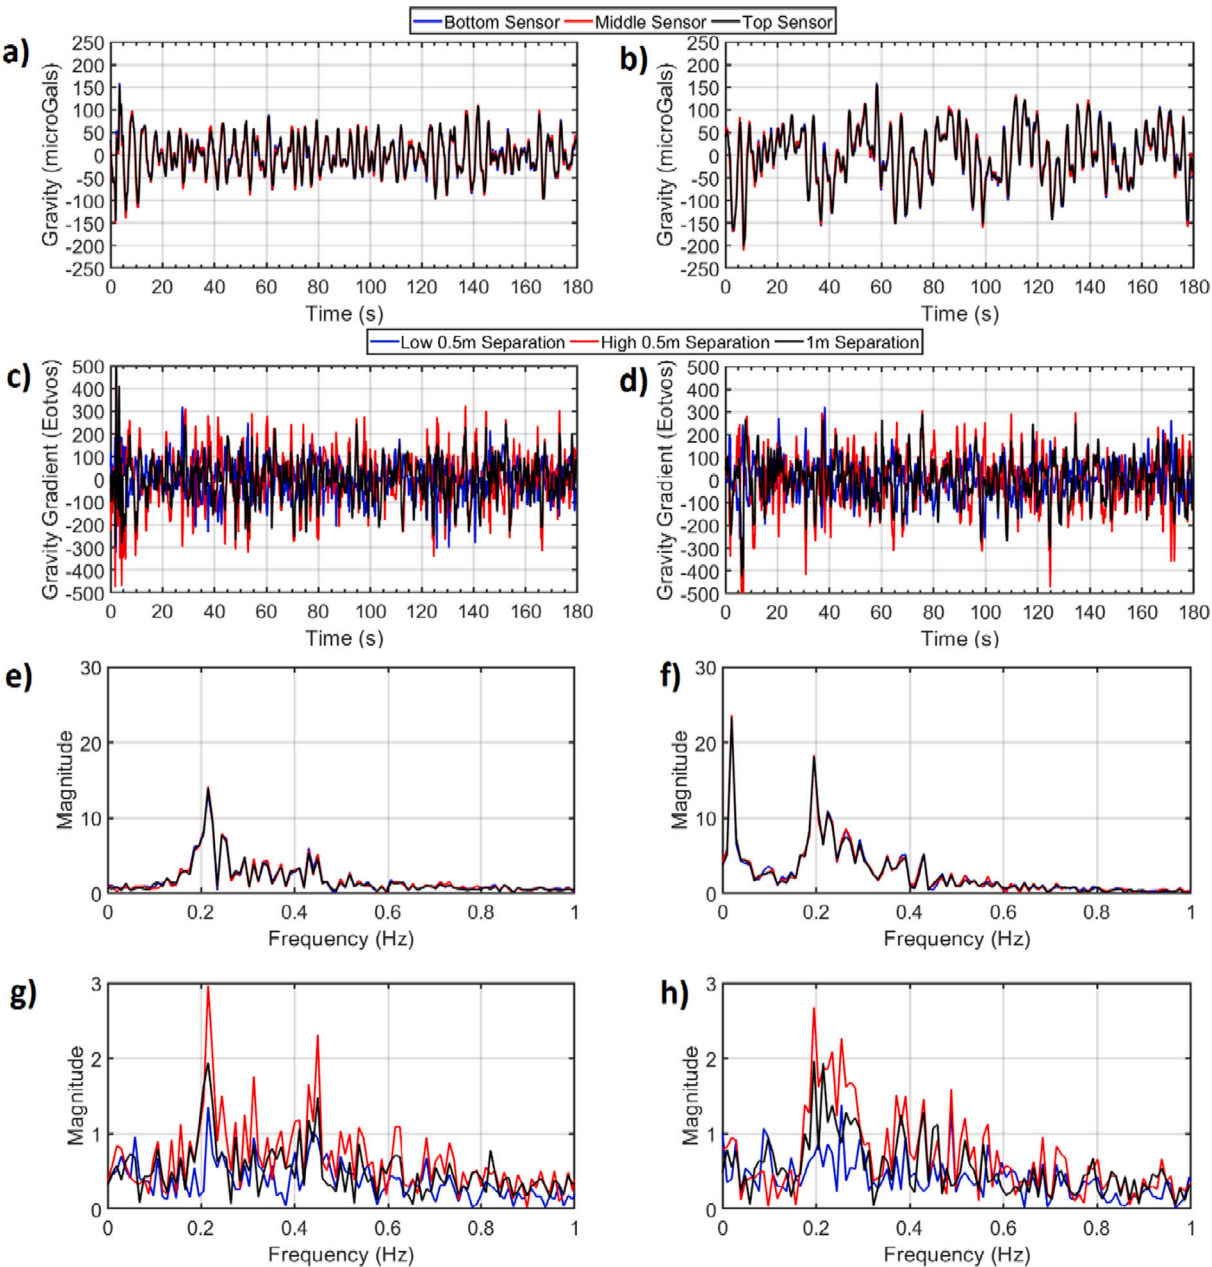 Bottom Sensor Middle Sensor Top Sensor
a)
250
200
150
100
50
0
-50
-100
-150
-200
-250
Gravity (microGals)
0 20 40 60 80 100 120 140 160 180
Time (s)
b)
250
200
150
100
50
0
-50
-100
-150
-200
-250
Gravity (microGals)
0 20 40 60 80 100 120 140 160 180
Time (s)
Low 0.5m Separation High 0.5m Separation 1m Separation
c)
500
400
300
200
100
0
-100
-200
-300
-400
-500
Gravity Gradient (Eotvos)
0 20 40 60 80 100 120 140 160 180
Time (s)
d)
500
400
300
200
100
0
-100
-200
-300
-400
-500
Gravity Gradient (Eotvos)
0 20 40 60 80 100 120 140 160 180
Time (s)
e)
30
20
10
0
Magnitude
0 0.2 0.4 0.6 0.8 1
Frequency (Hz)
f)
30
20
10
0
Magnitude
0 0.2 0.4 0.6 0.8 1
Frequency (Hz)
g)
3
2
1
0
Magnitude
0 0.2 0.4 0.6 0.8 1
Frequency (Hz)
h)
3
2
1
0
Magnitude
0 0.2 0.4 0.6 0.8 1
Frequency (Hz)